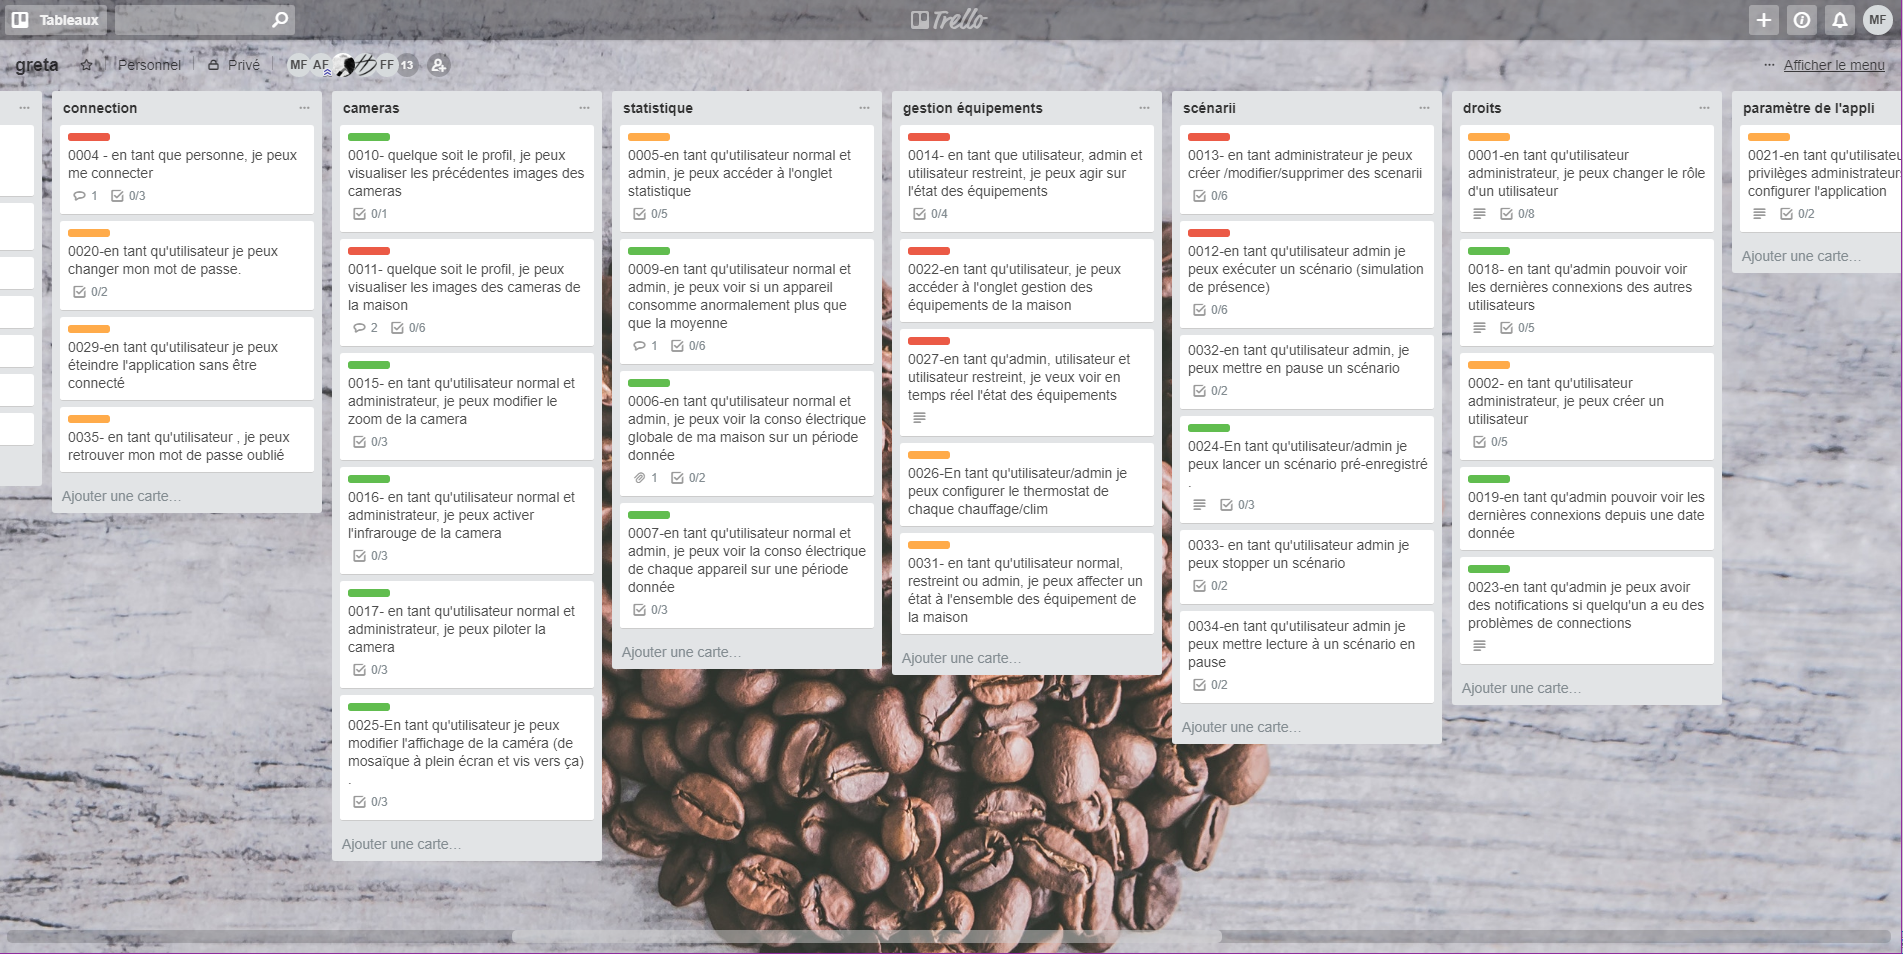 Tableaux
Trello
MF
greta
Personnel
Privé
MF AF FF 13
Afficher le menu
connection
0004 - en tant que personne, je peux
me connecter
1 0/3
0020-en tant qu'utilisateur je peux
changer mon mot de passe.
0/2
0029-en tant qu'utilisateur je peux
éteindre l'application sans être
connecté
0035- en tant qu'utilisateur , je peux
retrouver mon mot de passe oublié
Ajouter une carte…
cameras
0010- quelque soit le profil, je peux
visualiser les précédentes images des
cameras
0/1
0011- quelque soit le profil, je peux
visualiser les images des cameras de
la maison
2 0/6
0015- en tant qu'utilisateur normal et
administrateur, je peux modifier le
zoom de la camera
0/3
0016- en tant qu'utilisateur normal et
administrateur, je peux activer
l'infrarouge de la camera
0/3
0017- en tant qu'utilisateur normal et
administrateur, je peux piloter la
camera
0/3
0025-En tant qu'utilisateur je peux
modifier l'affichage de la caméra (de
mosaïque à plein écran et vis vers ça)
.
0/3
Ajouter une carte…
statistique
0005-en tant qu'utilisateur normal et
admin, je peux accéder à l'onglet
statistique
0/5
0009-en tant qu'utilisateur normal et
admin, je peux voir si un appareil
consomme anormalement plus que
que la moyenne
1 0/6
0006-en tant qu'utilisateur normal et
admin, je peux voir la conso électrique
globale de ma maison sur un période
donnée
1 0/2
0007-en tant qu'utilisateur normal et
admin, je peux voir la conso électrique
de chaque appareil sur une période
donnée
0/3
Ajouter une carte…
gestion équipements
0014- en tant que utilisateur, admin et
utilisateur restreint, je peux agir sur
l'état des équipements
0/4
0022-en tant qu'utilisateur, je peux
accéder à l'onglet gestion des
équipements de la maison
0027-en tant qu'admin, utilisateur et
utilisateur restreint, je veux voir en
temps réel l'état des équipements
0026-En tant qu'utilisateur/admin je
peux configurer le thermostat de
chaque chauffage/clim
0031- en tant qu'utilisateur normal,
restreint ou admin, je peux affecter un
état à l'ensemble des équipement de
la maison
Ajouter une carte…
scénarii
0013- en tant administrateur je peux
créer /modifier/supprimer des scenarii
0/6
0012-en tant qu'utilisateur admin je
peux exécuter un scénario (simulation
de présence)
0/6
0032-en tant qu'utilisateur admin, je
peux mettre en pause un scénario
0/2
0024-En tant qu'utilisateur/admin je
peux lancer un scénario pré-enregistré
.
0/3
0033- en tant qu'utilisateur admin je
peux stopper un scénario
0/2
0034-en tant qu'utilisateur admin je
peux mettre lecture à un scénario en
pause
0/2
Ajouter une carte…
droits
0001-en tant qu'utilisateur
administrateur, je peux changer le rôle
d'un utilisateur
0/8
0018- en tant qu'admin pouvoir voir
les dernières connexions des autres
utilisateurs
0/5
0002- en tant qu'utilisateur
administrateur, je peux créer un
utilisateur
0/5
0019-en tant qu'admin pouvoir voir les
dernières connexions depuis une date
donnée
0023-en tant qu'admin je peux avoir
des notifications si quelqu'un a eu des
problèmes de connections
Ajouter une carte…
paramètre de l'appli
0021-en tant qu'utilisateu
privilèges administrateur
configurer l'application
0/2
Ajouter une carte…